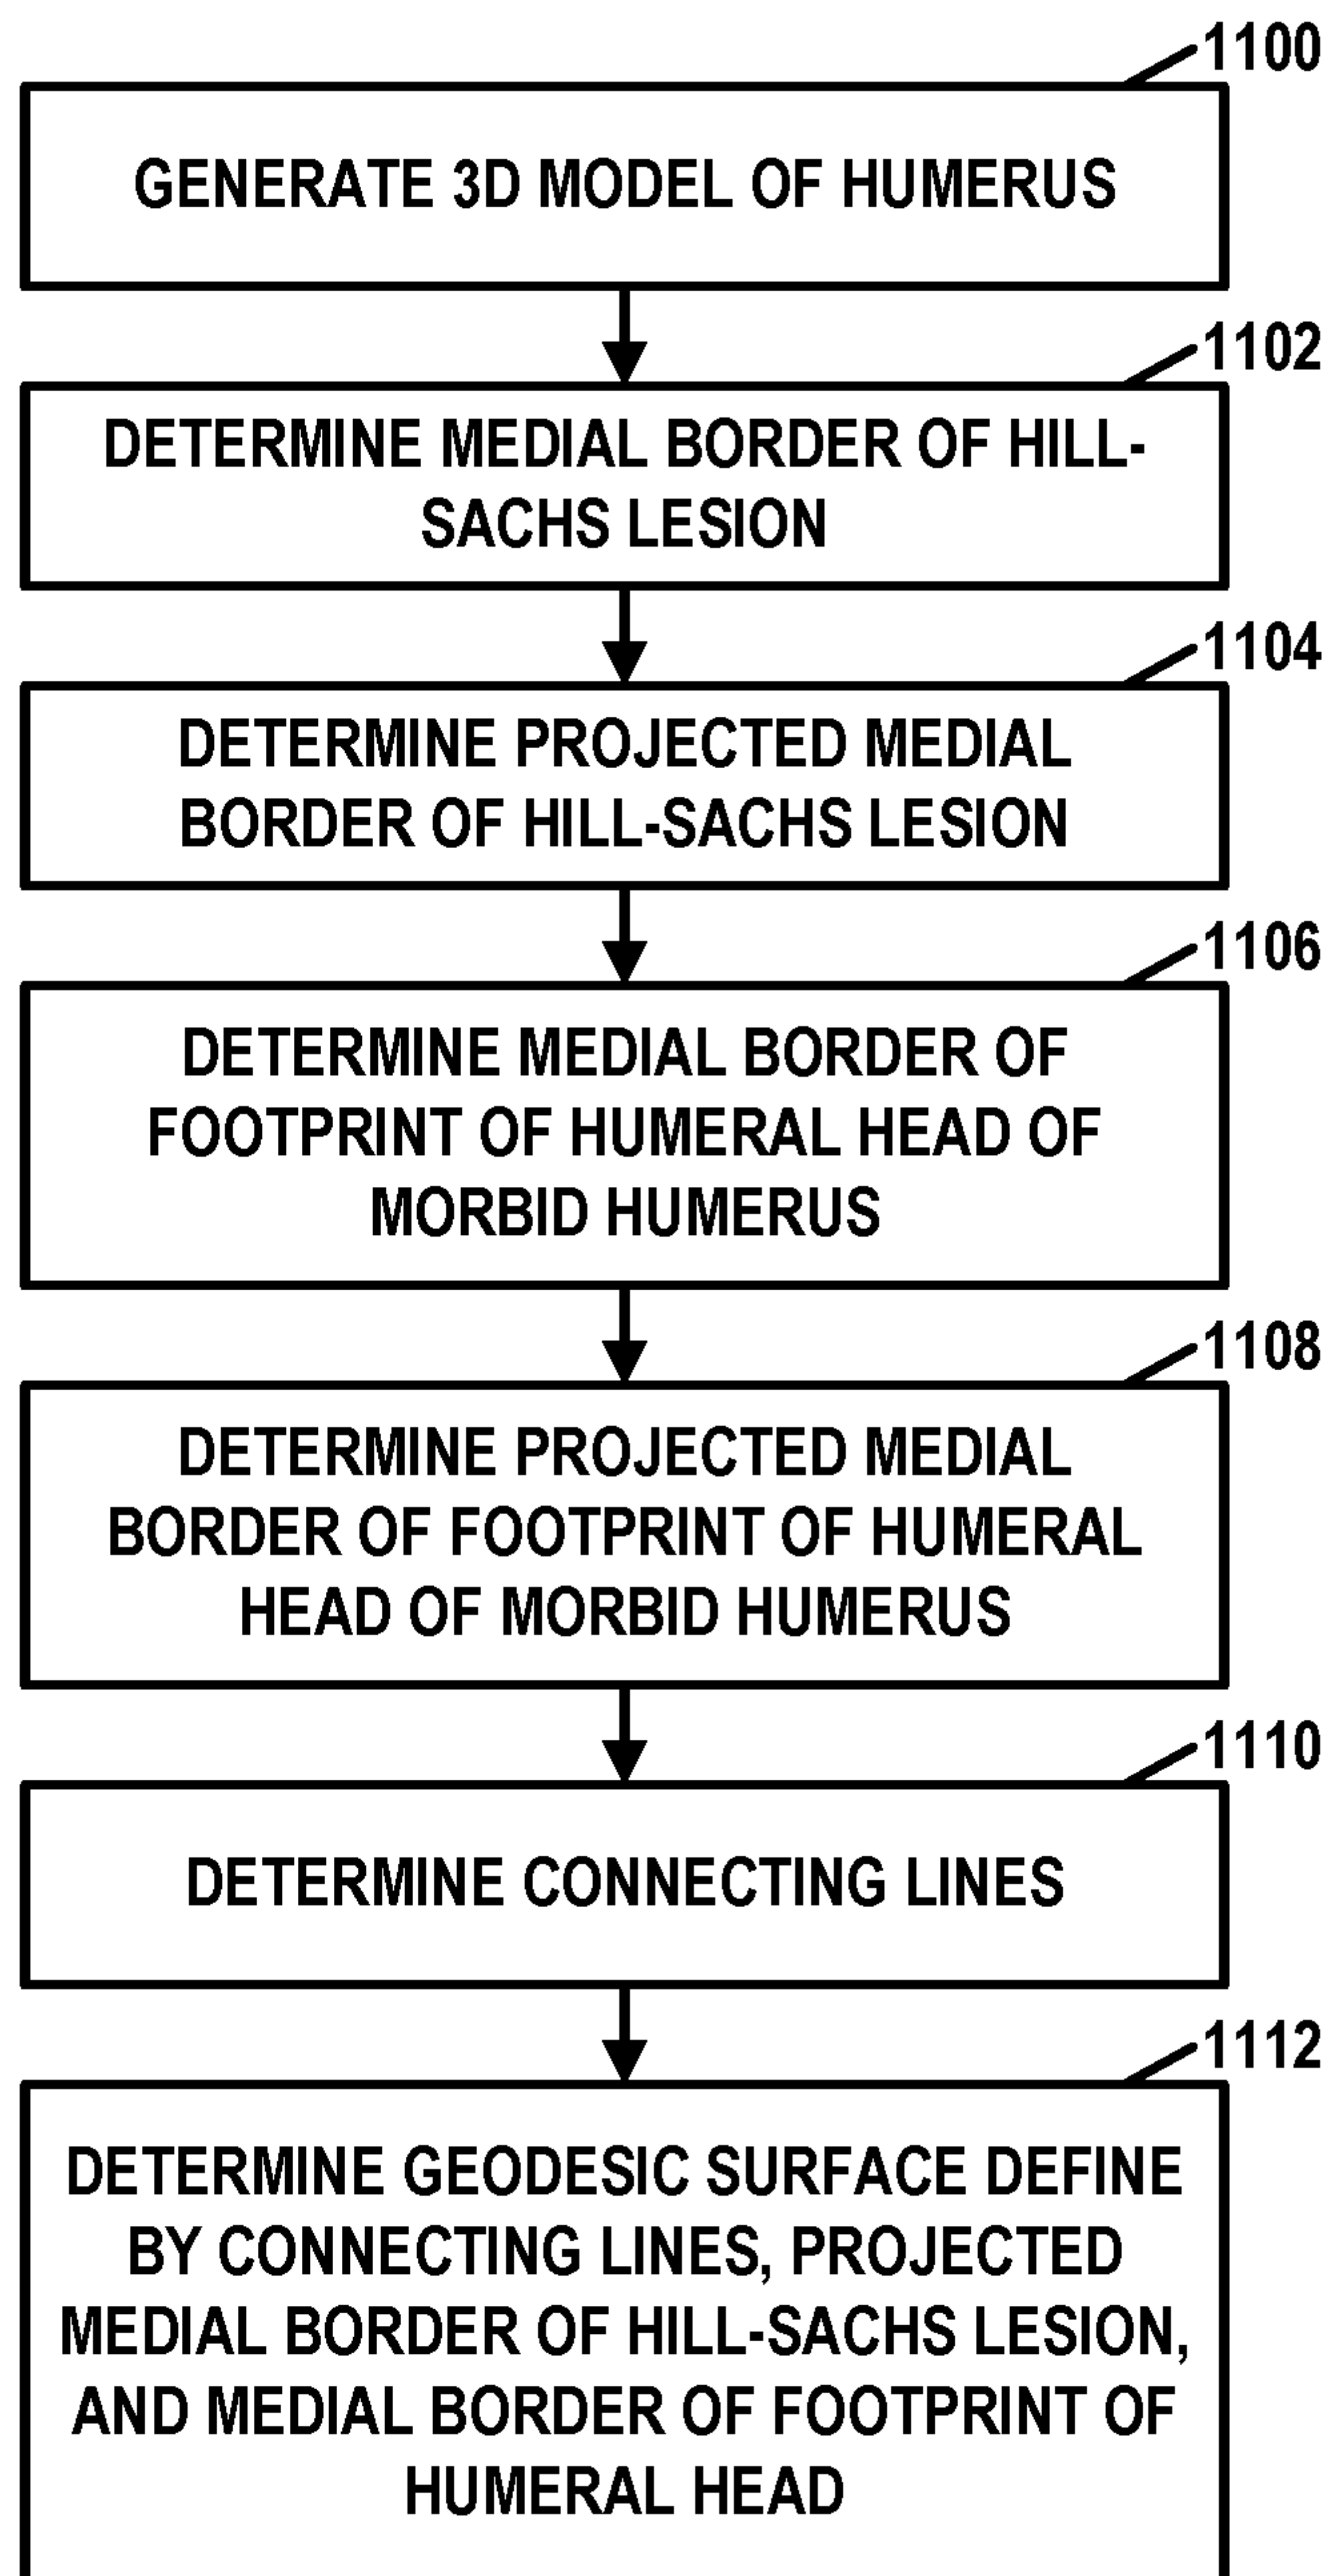 1100
GENERATE 3D MODEL OF HUMERUS
1102
DETERMINE MEDIAL BORDER OF HILL-
SACHS LESION
1104
DETERMINE PROJECTED MEDIAL
BORDER OF HILL-SACHS LESION
1106
DETERMINE MEDIAL BORDER OF
FOOTPRINT OF HUMERAL HEAD OF
MORBID HUMERUS
1108
DETERMINE PROJECTED MEDIAL
BORDER OF FOOTPRINT OF HUMERAL
HEAD OF MORBID HUMERUS
1110
DETERMINE CONNECTING LINES
1112
DETERMINE GEODESIC SURFACE DEFINE
BY CONNECTING LINES, PROJECTED
MEDIAL BORDER OF HILL-SACHS LESION,
AND MEDIAL BORDER OF FOOTPRINT OF
HUMERAL HEAD